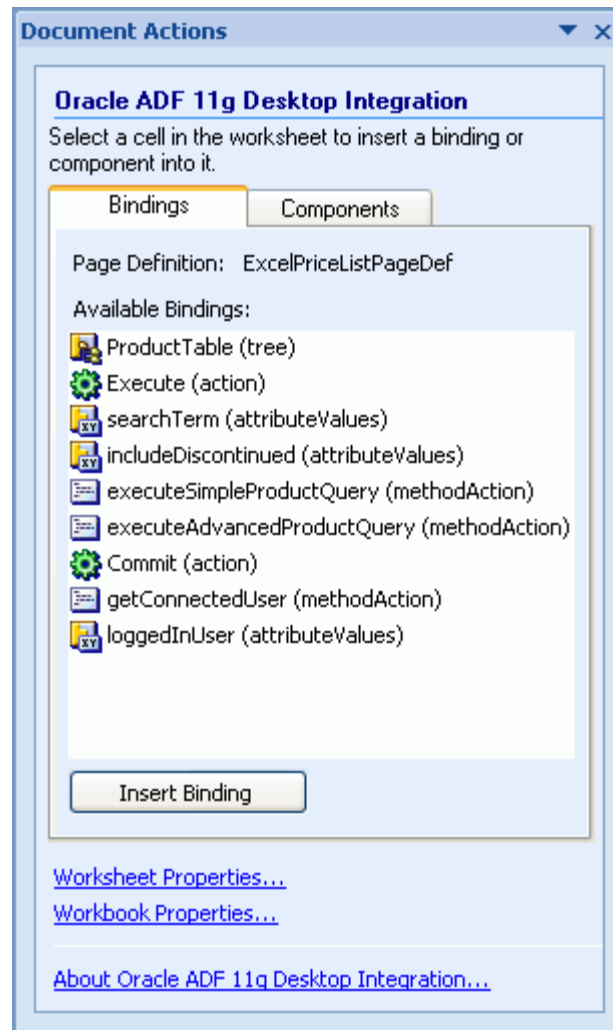 Document Actions
Oracle ADF 11g Desktop Integration
Select a cell in the worksheet to insert a binding or
component into it.
Bindings Components
Page Definition: ExcelPriceListPageDef
Available Bindings:
ProductTable (tree)
Execute (action)
searchTerm (attributeValues)
includeDiscontinued (attributeValues)
executeSimpleProductQuery (methodAction)
executeAdvancedProductQuery (methodAction)
Commit (action)
getConnectedUser (methodAction)
loggedInUser (attributeValues)
Insert Binding
Worksheet Properties...
Workbook Properties...
About Oracle ADF 11g Desktop Integration...